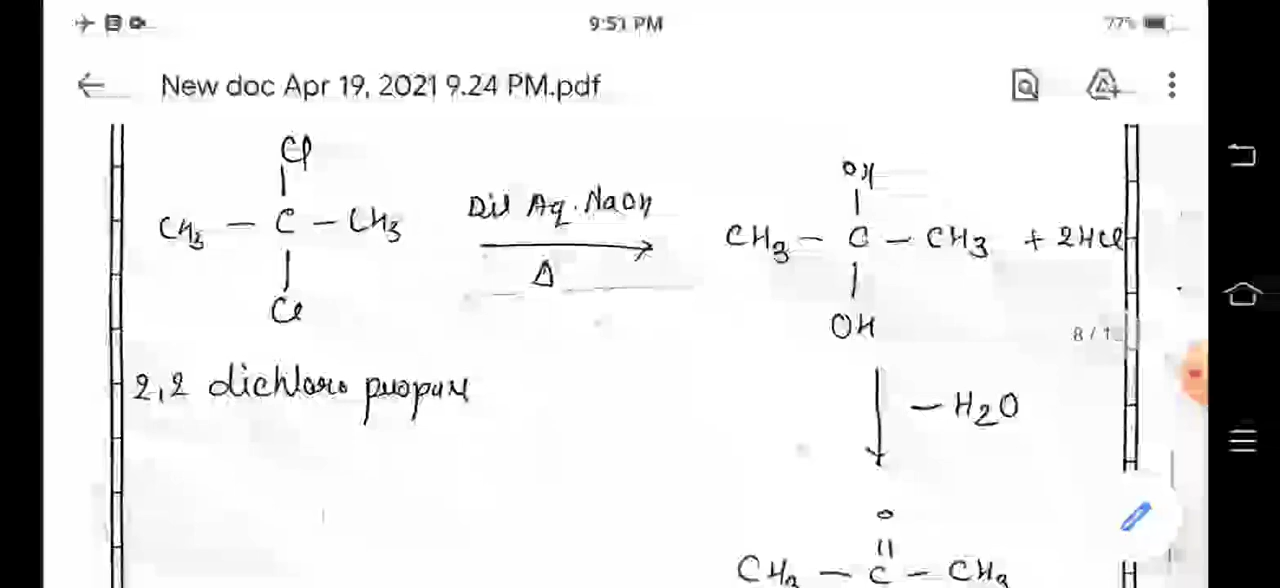 9:51 PM
77%
New doc Apr 19, 2021 9.24 PM.pdf
Cl
CH3 — C — CH3
Cl
Dil Aq. NaOH
Δ
OH
CH3 — C — CH3 + 2HCl
OH
8 / 1
2,2 dichloro
— H2O
O
CH3 — C — CH3